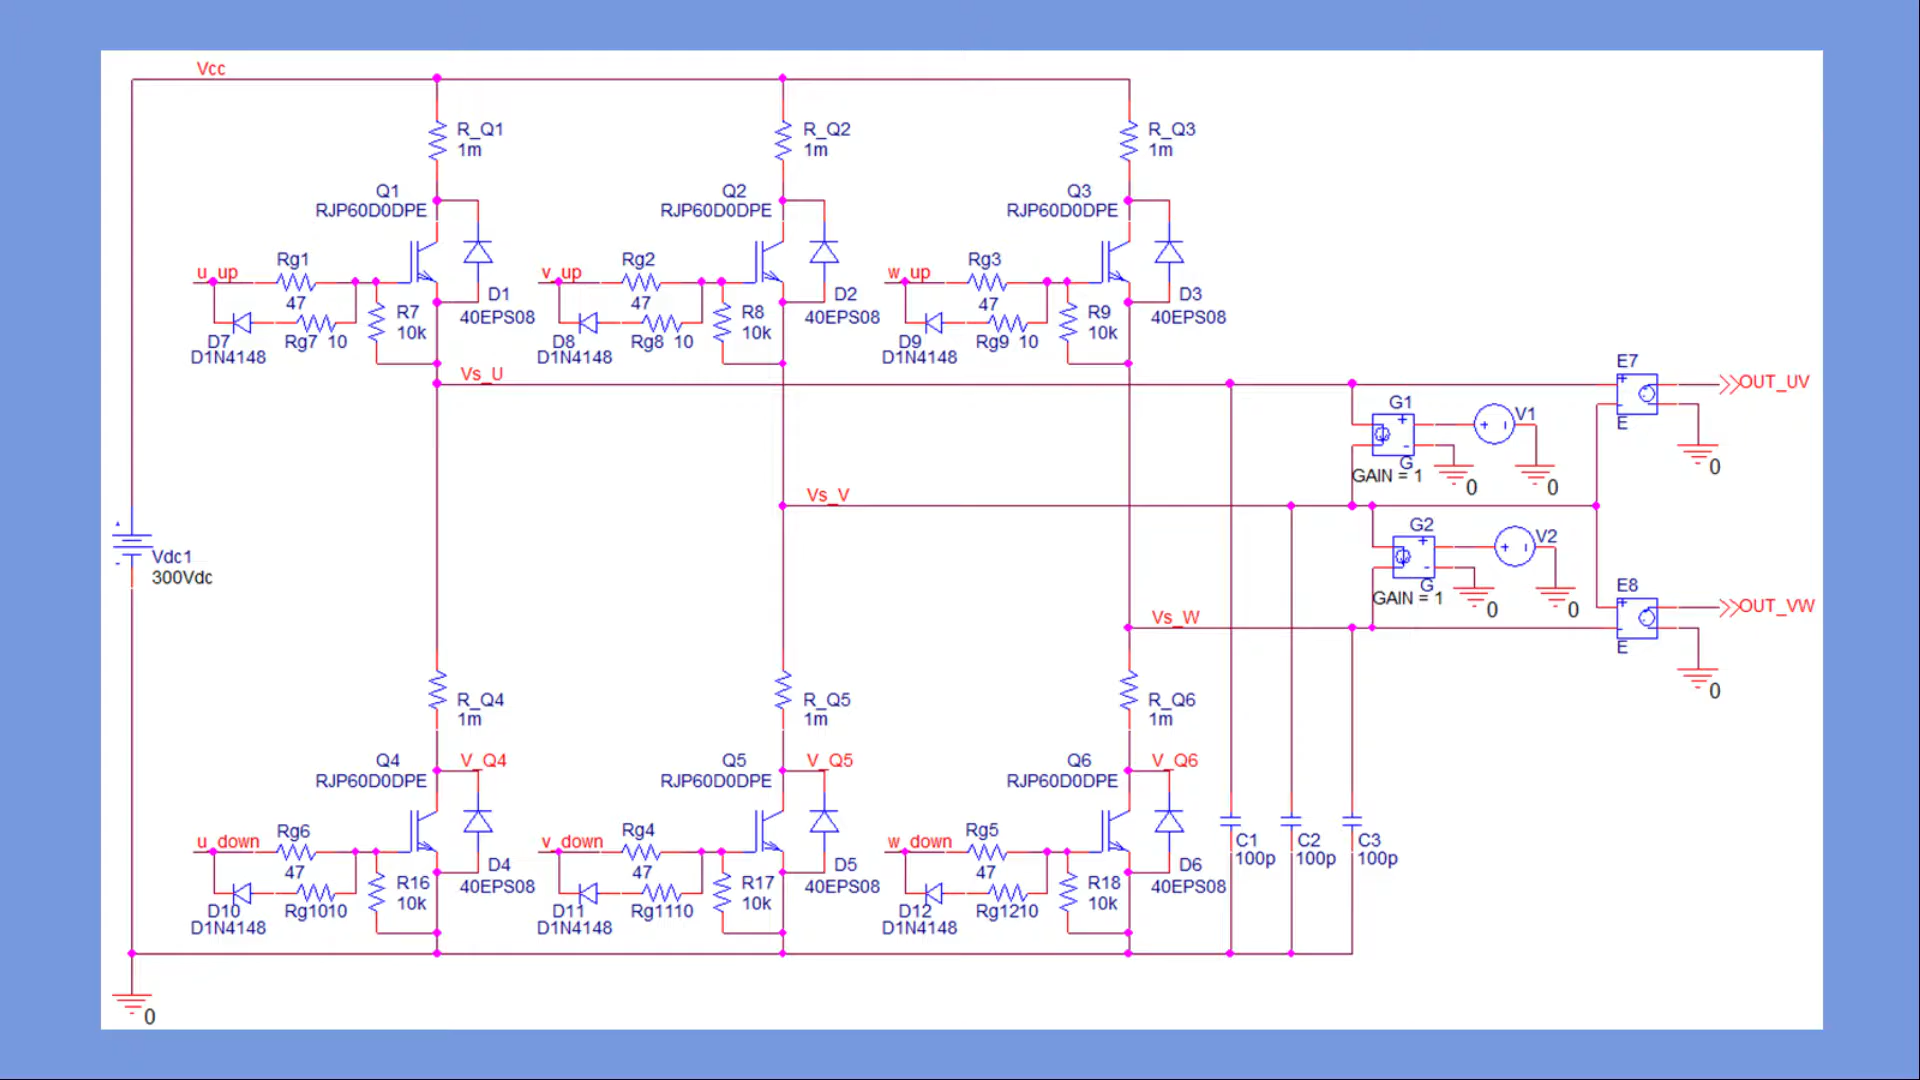 Vcc
R_Q1
1m
R_Q2
1m
R_Q3
1m
Q1
RJP60D0DPE
Q2
RJP60D0DPE
Q3
RJP60D0DPE
u_up
Rg1
47
D7
D1N4148
Rg7 10
R7
10k
D1
40EPS08
v_up
Rg2
47
D8
D1N4148
Rg8 10
R8
10k
D2
40EPS08
w_up
Rg3
47
D9
D1N4148
Rg9 10
R9
10k
D3
40EPS08
Vs_U
E7
+
-
E
OUT_UV
0
G1
+
-
G
GAIN = 1
V1
+
0
0
Vs_V
G2
+
-
G
GAIN = 1
V2
+
0
0
Vdc1
300Vdc
-
Vs_W
E8
+
-
E
OUT_VW
0
R_Q4
1m
R_Q5
1m
R_Q6
1m
Q4
RJP60D0DPE
V_Q4
Q5
RJP60D0DPE
V_Q5
Q6
RJP60D0DPE
V_Q6
u_down
Rg6
47
D10
D1N4148
Rg1010
R16
10k
D4
40EPS08
v_down
Rg4
47
D11
D1N4148
Rg1110
R17
10k
D5
40EPS08
w_down
Rg5
47
D12
D1N4148
Rg1210
R18
10k
D6
40EPS08
C1
100p
C2
100p
C3
100p
0